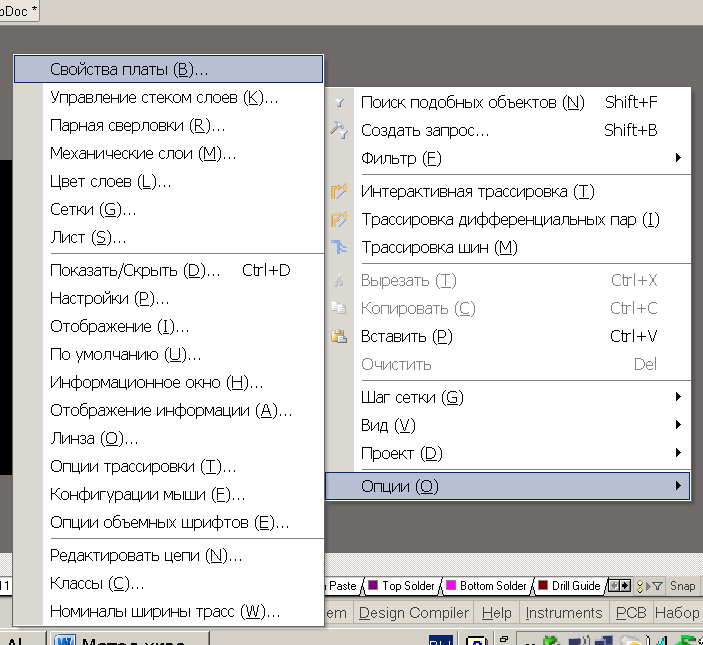 Doc *
Свойства платы (B)...
Управление стеком слоев (K)...
Парная сверловки (R)...
Механические слои (M)...
Цвет слоев (L)...
Сетки (G)...
Лист (S)...
Показать/Скрыть (D)... Ctrl+D
Настройки (P)...
Отображение (I)...
По умолчанию (U)...
Информационное окно (H)...
Отображение информации (A)...
Линза (O)...
Опции трассировки (T)...
Конфигурации мыши (F)...
Опции объемных шрифтов (E)...
Редактировать цепи (N)...
Классы (C)...
Номиналы ширины трасс (W)...
Поиск подобных объектов (N) Shift+F
Создать запрос... Shift+B
Фильтр (F)
Интерактивная трассировка (T)
Трассировка дифференциальных пар (I)
Трассировка шин (M)
Вырезать (T) Ctrl+X
Копировать (C) Ctrl+C
Вставить (P) Ctrl+V
Очистить Del
Шаг сетки (G)
Вид (V)
Проект (D)
Опции (O)
Paste Top Solder Bottom Solder Drill Guide Snap
em Design Compiler Help Instruments PCB Набор